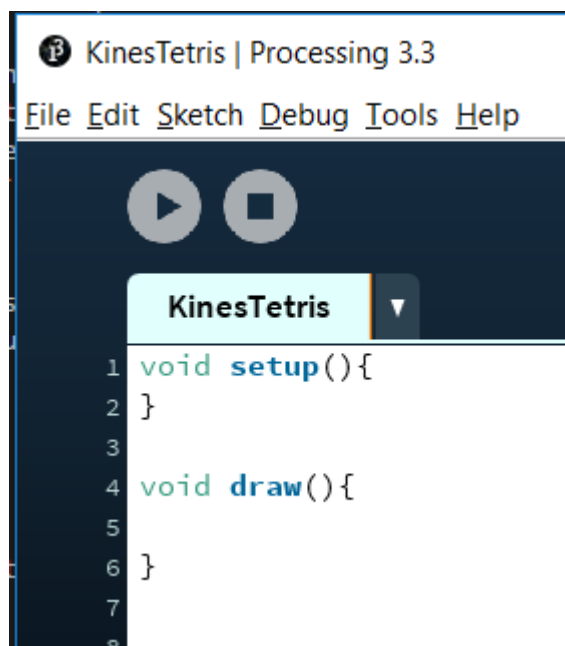 KinesTetris | Processing 3.3
File Edit Sketch Debug Tools Help
KinesTetris
1 void setup(){
2 }
3
4 void draw(){
5
6 }
7
8